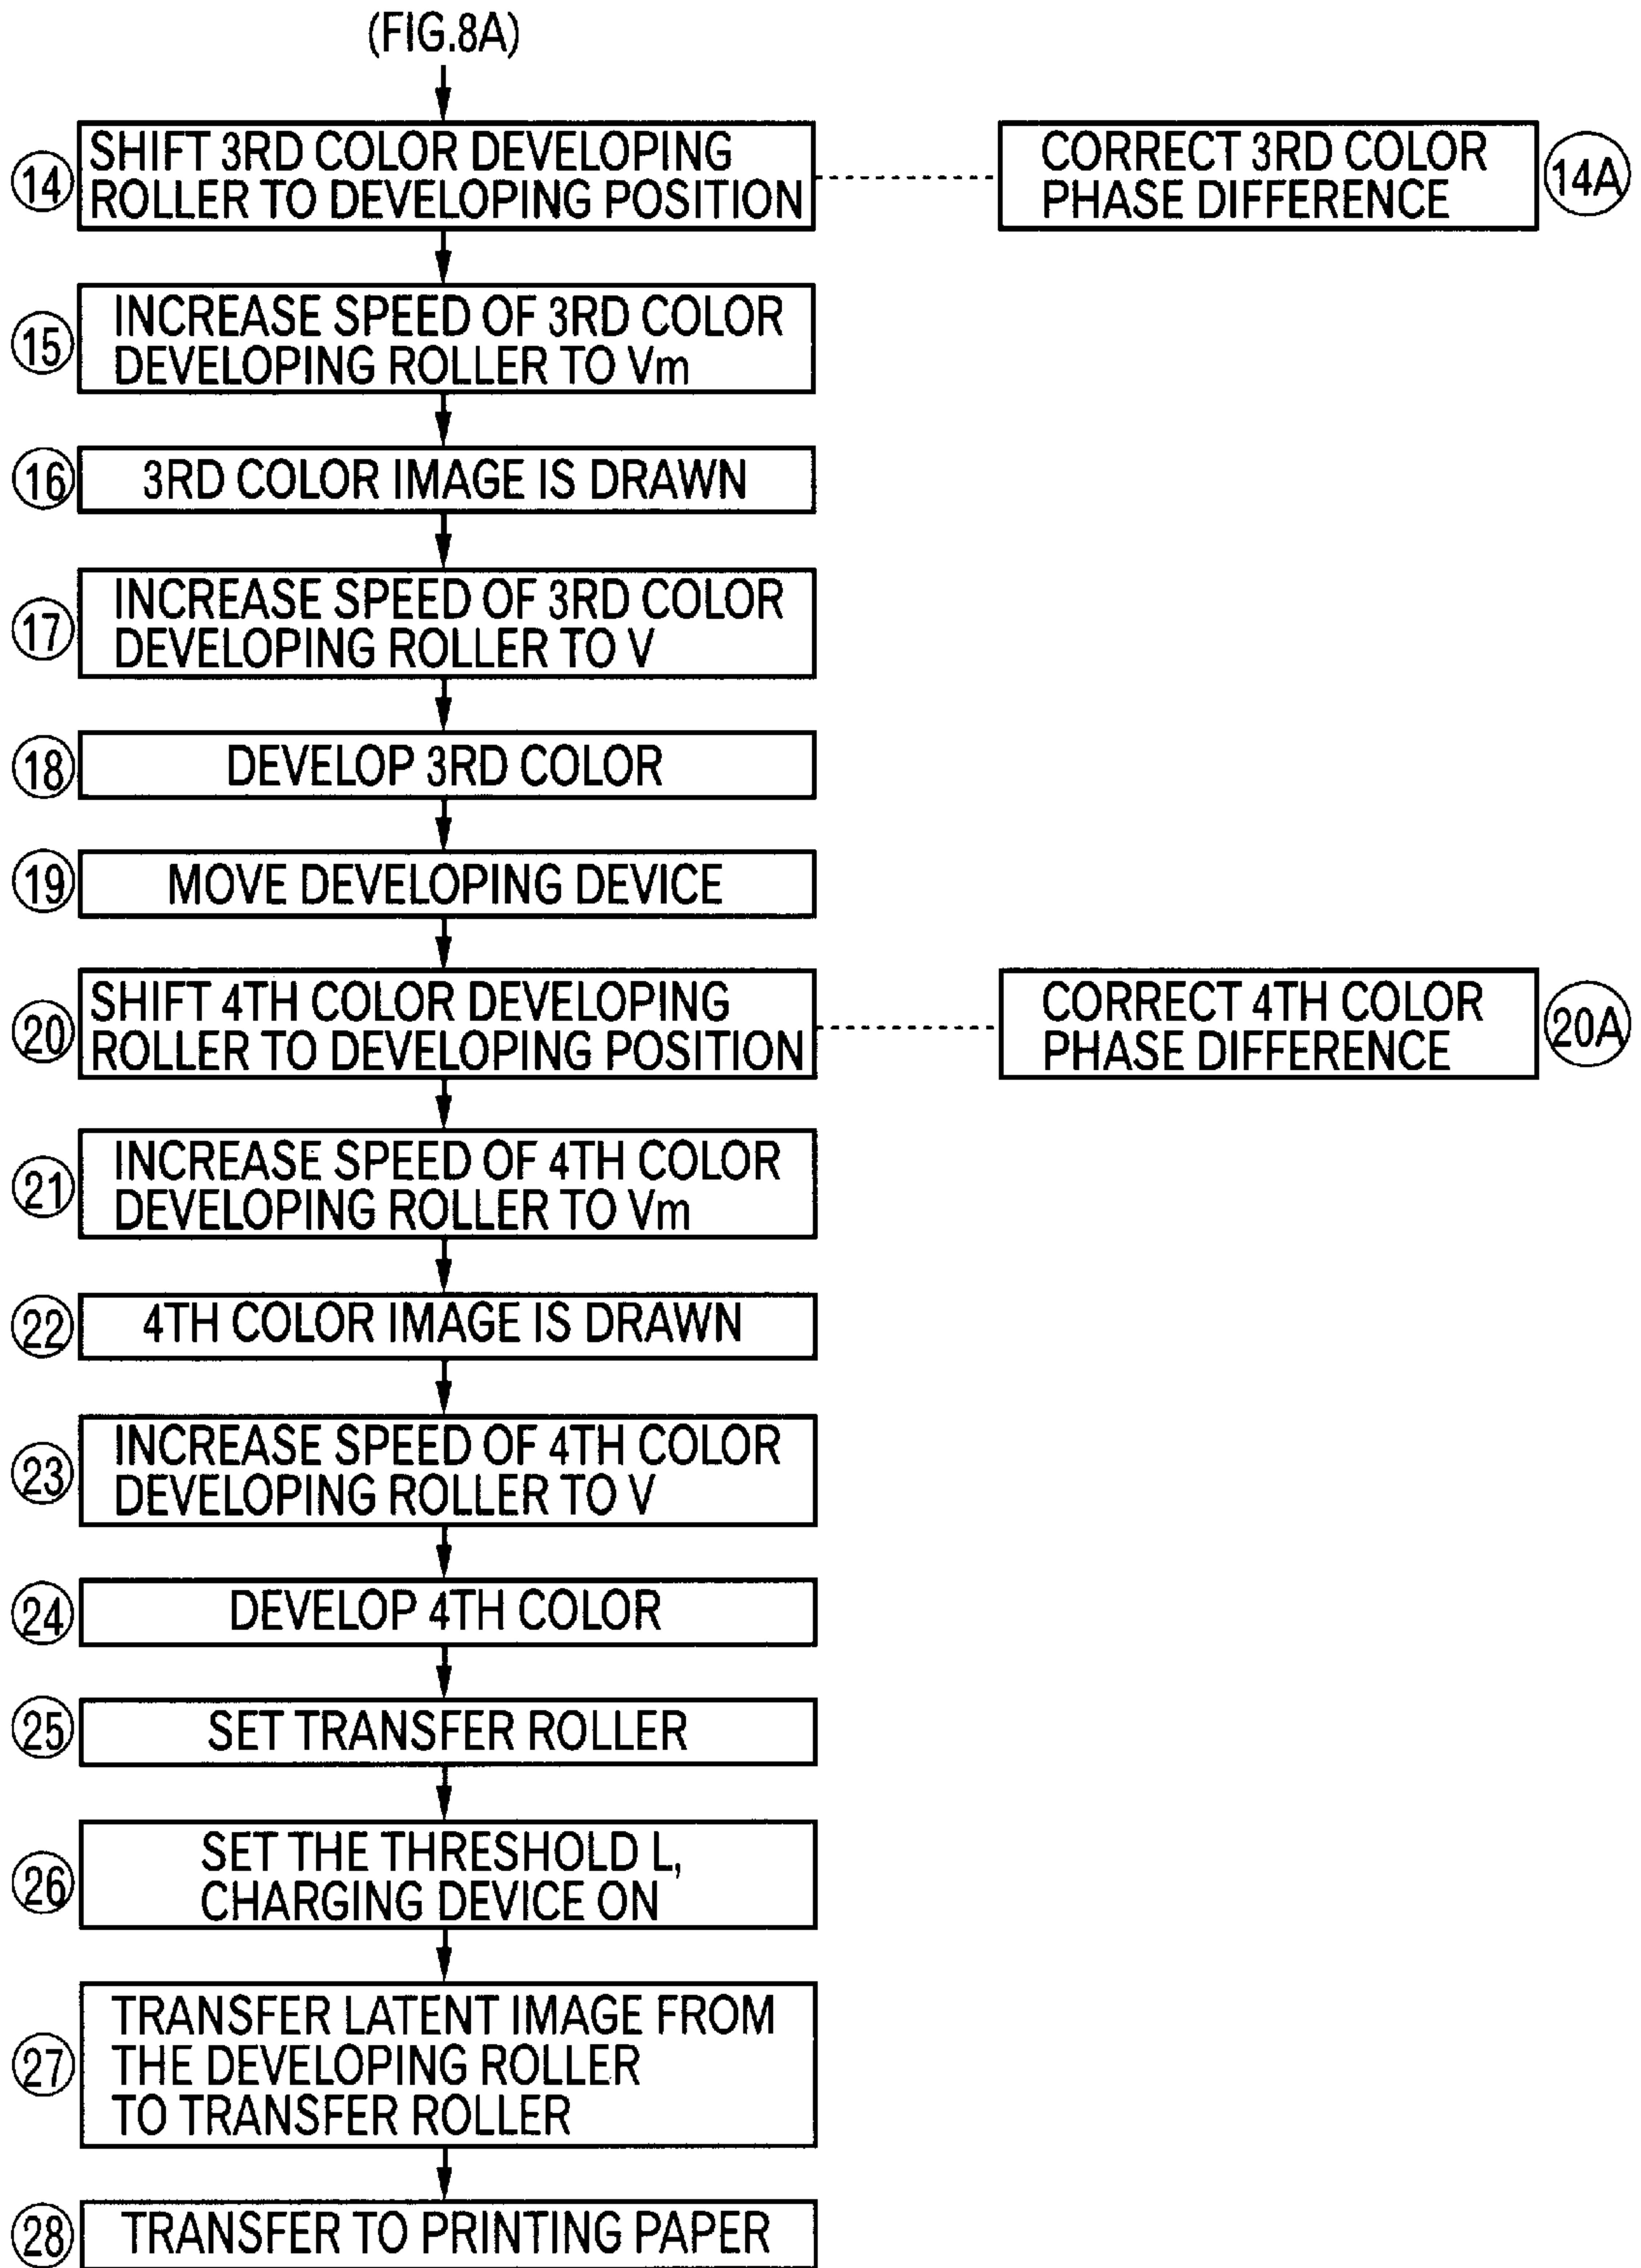 (FIG.8A)
14
SHIFT 3RD COLOR DEVELOPING
ROLLER TO DEVELOPING POSITION
CORRECT 3RD COLOR
PHASE DIFFERENCE
14A
15
INCREASE SPEED OF 3RD COLOR
DEVELOPING ROLLER TO Vm
16
3RD COLOR IMAGE IS DRAWN
17
INCREASE SPEED OF 3RD COLOR
DEVELOPING ROLLER TO V
18
DEVELOP 3RD COLOR
19
MOVE DEVELOPING DEVICE
20
SHIFT 4TH COLOR DEVELOPING
ROLLER TO DEVELOPING POSITION
CORRECT 4TH COLOR
PHASE DIFFERENCE
20A
21
INCREASE SPEED OF 4TH COLOR
DEVELOPING ROLLER TO Vm
22
4TH COLOR IMAGE IS DRAWN
23
INCREASE SPEED OF 4TH COLOR
DEVELOPING ROLLER TO V
24
DEVELOP 4TH COLOR
25
SET TRANSFER ROLLER
26
SET THE THRESHOLD L,
CHARGING DEVICE ON
27
TRANSFER LATENT IMAGE FROM
THE DEVELOPING ROLLER
TO TRANSFER ROLLER
28
TRANSFER TO PRINTING PAPER